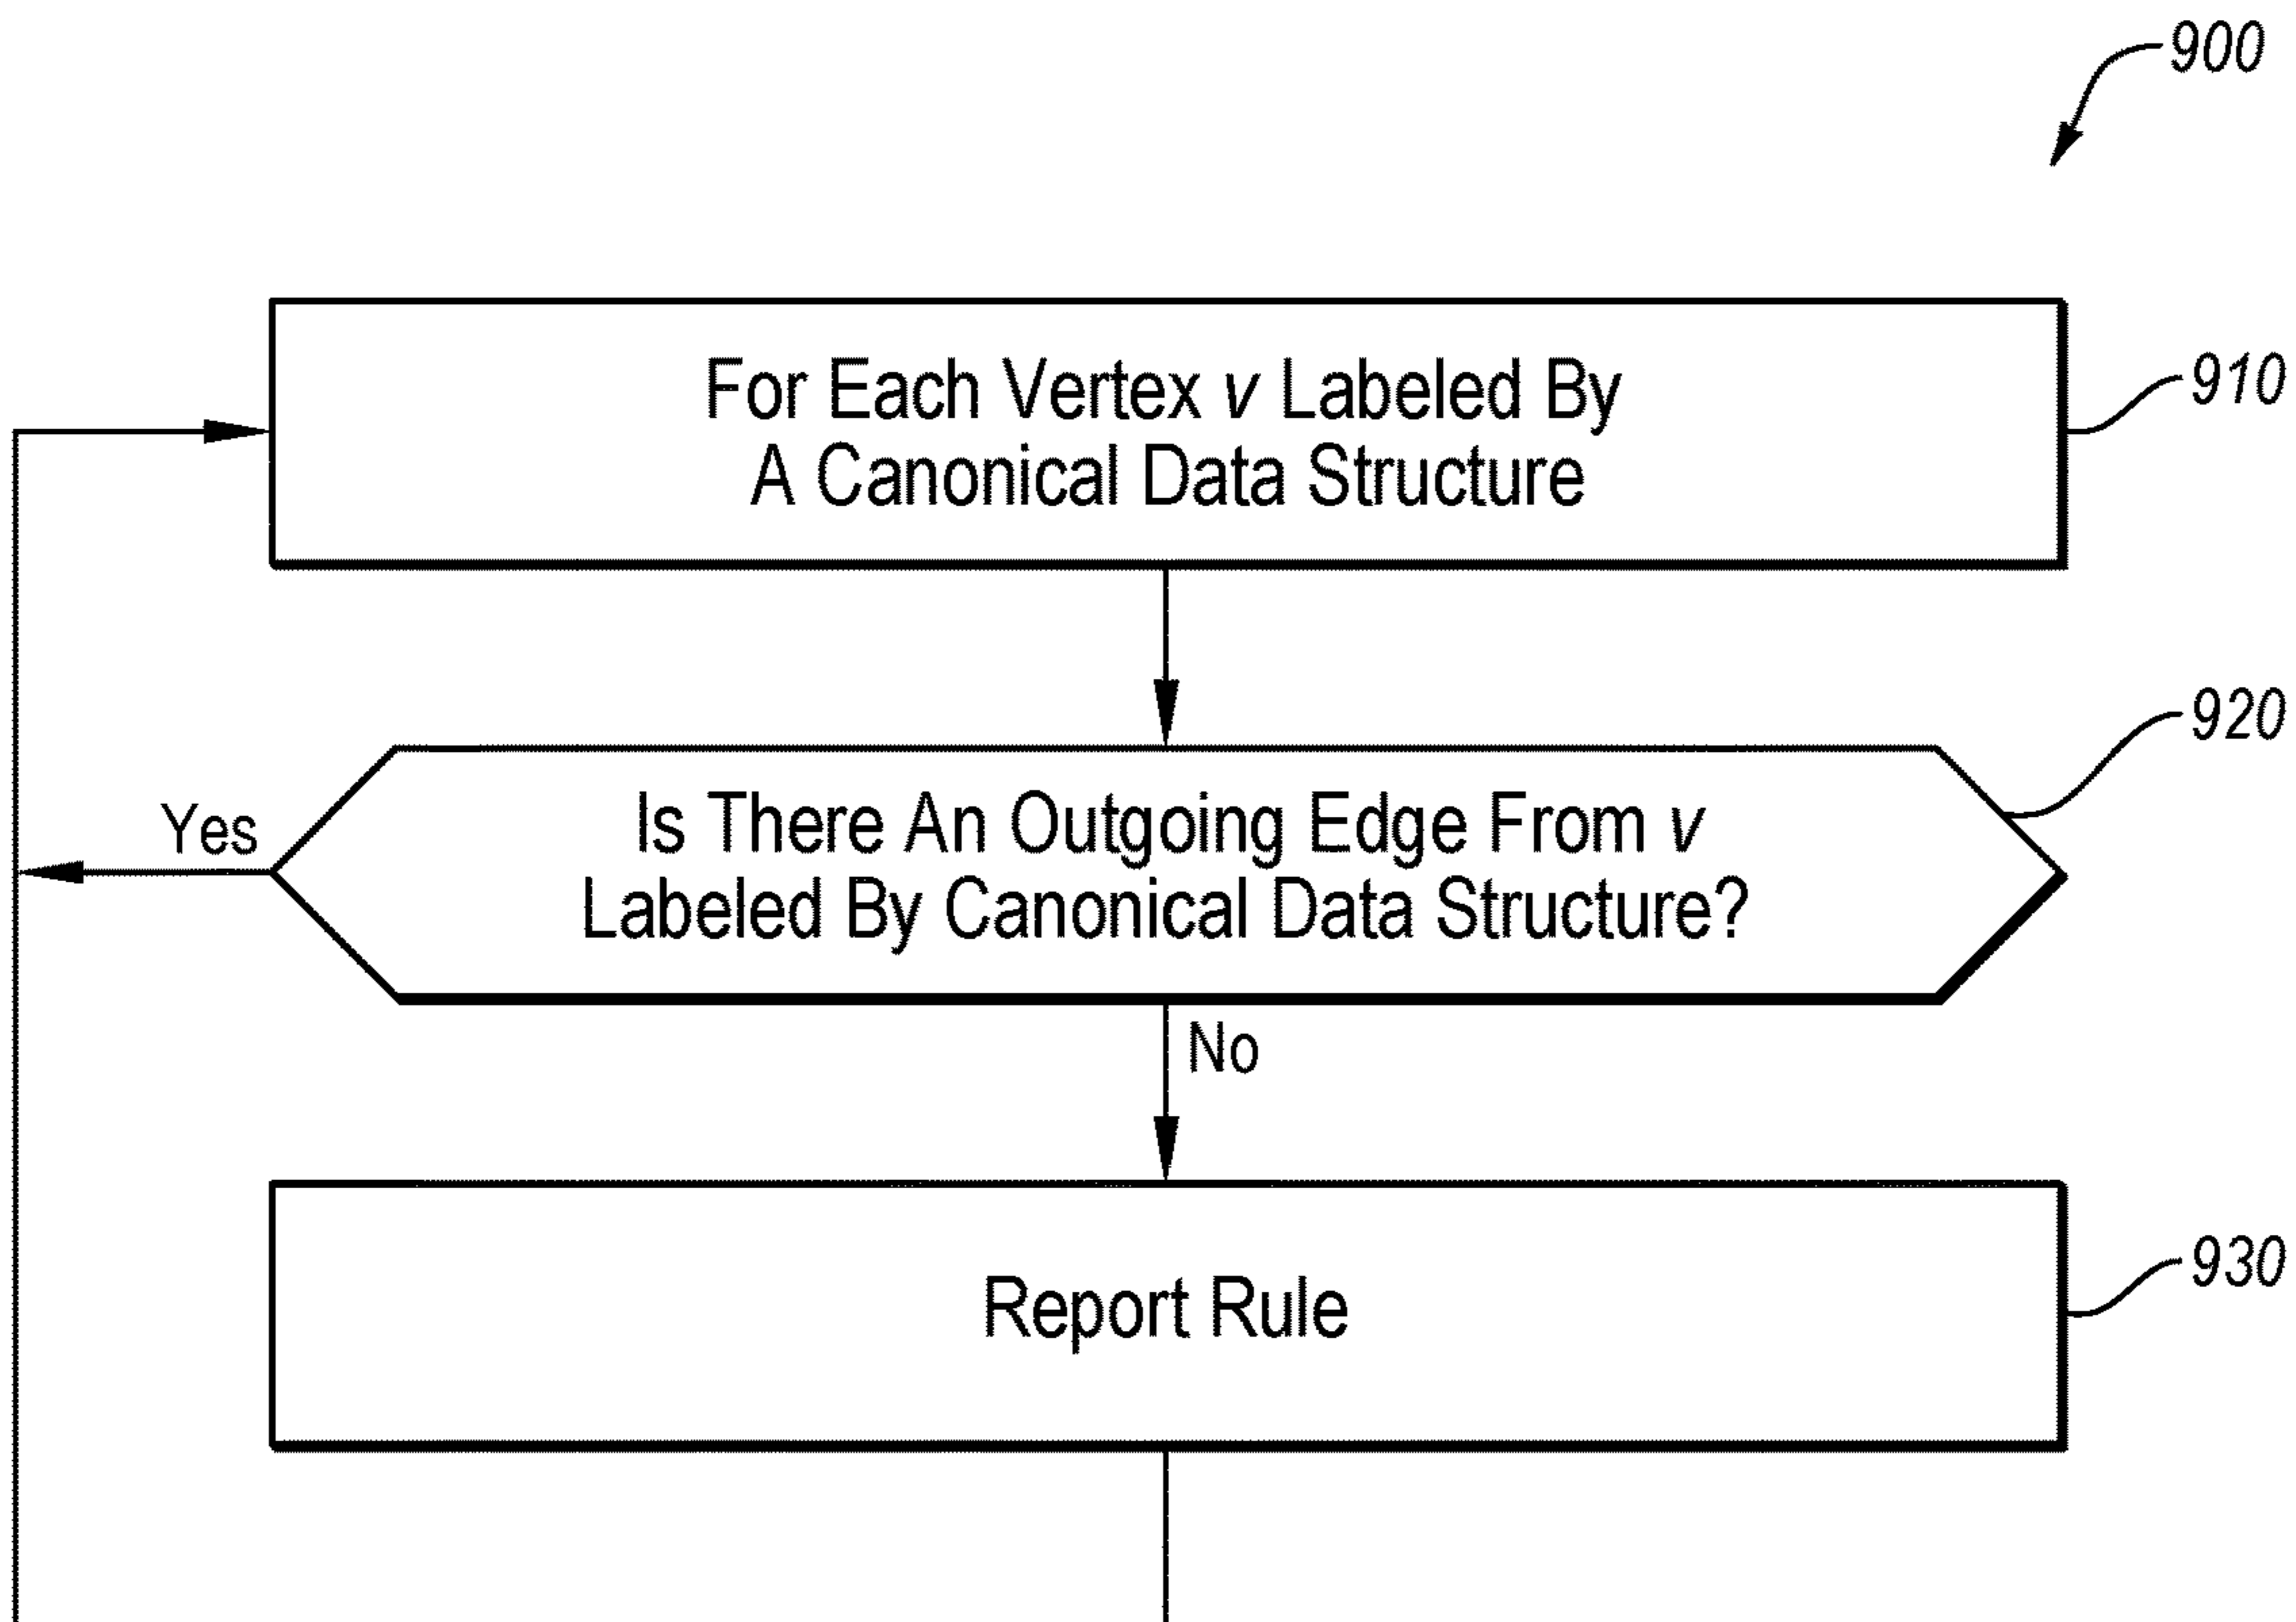 900
For Each Vertex v Labeled By
A Canonical Data Structure
910
920
Is There An Outgoing Edge From v
Labeled By Canonical Data Structure?
Yes
No
930
Report Rule